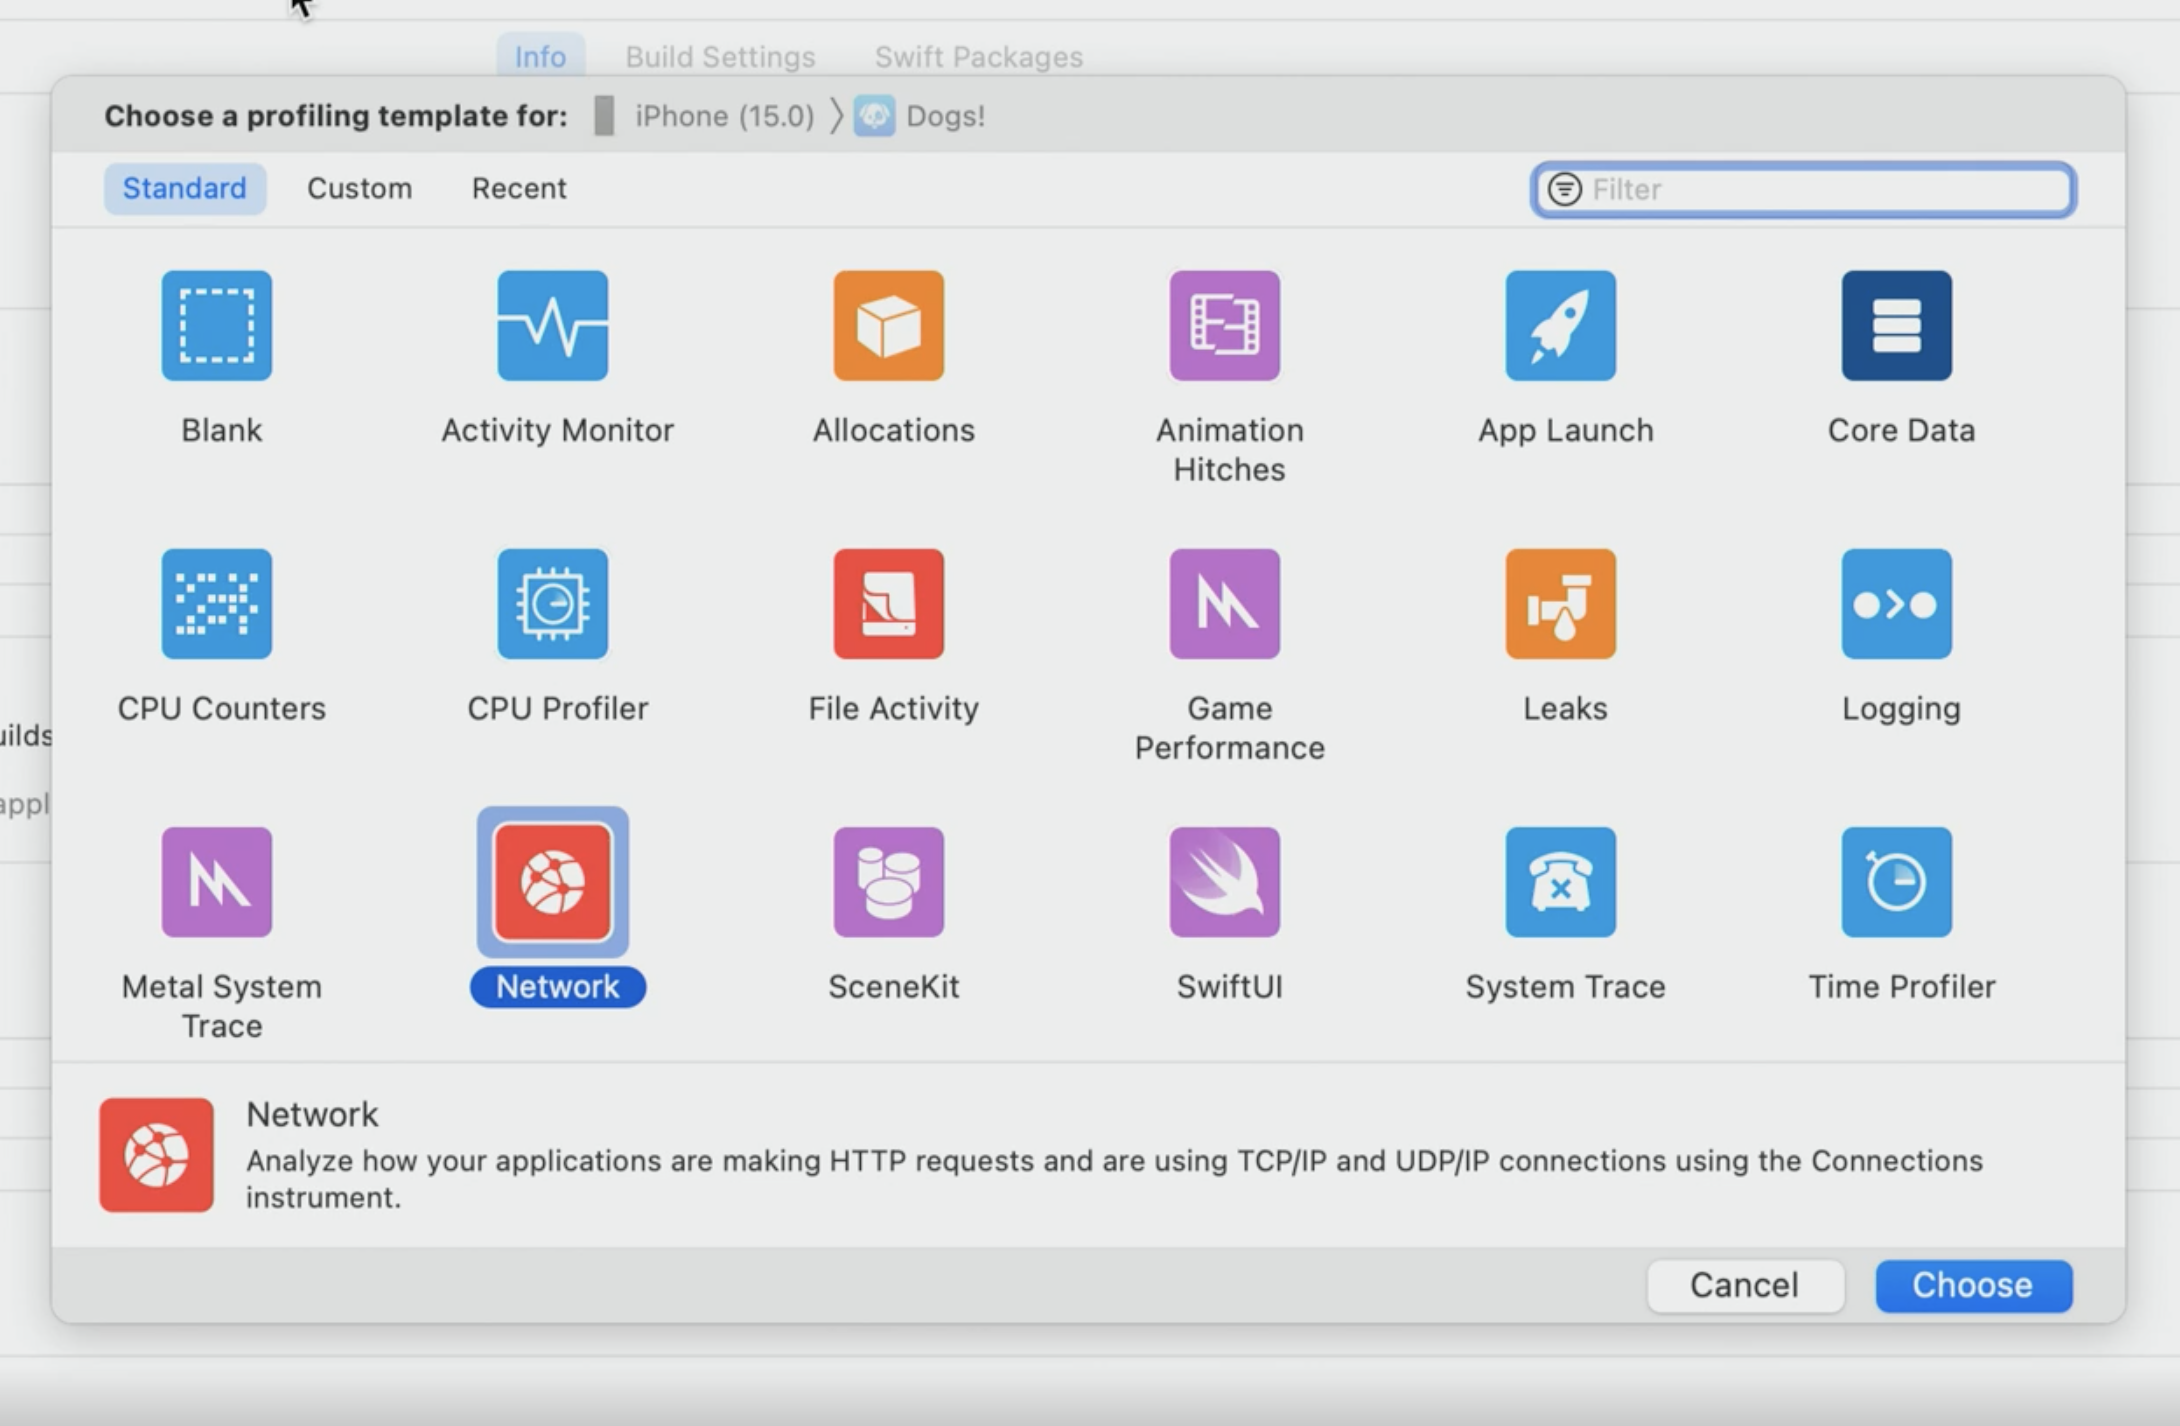 Info Build Settings Swift Packages
Choose a profiling template for: iPhone (15.0) Dogs!
Standard Custom Recent Filter
Blank Activity Monitor Allocations Animation App Launch Core Data
Hitches
CPU Counters CPU Profiler File Activity Game Leaks Logging
Performance
uilds
appl
Metal System Network SceneKit SwiftUI System Trace Time Profiler
Trace
Network
Analyze how your applications are making HTTP requests and are using TCP/IP and UDP/IP connections using the Connections
instrument.
Cancel Choose